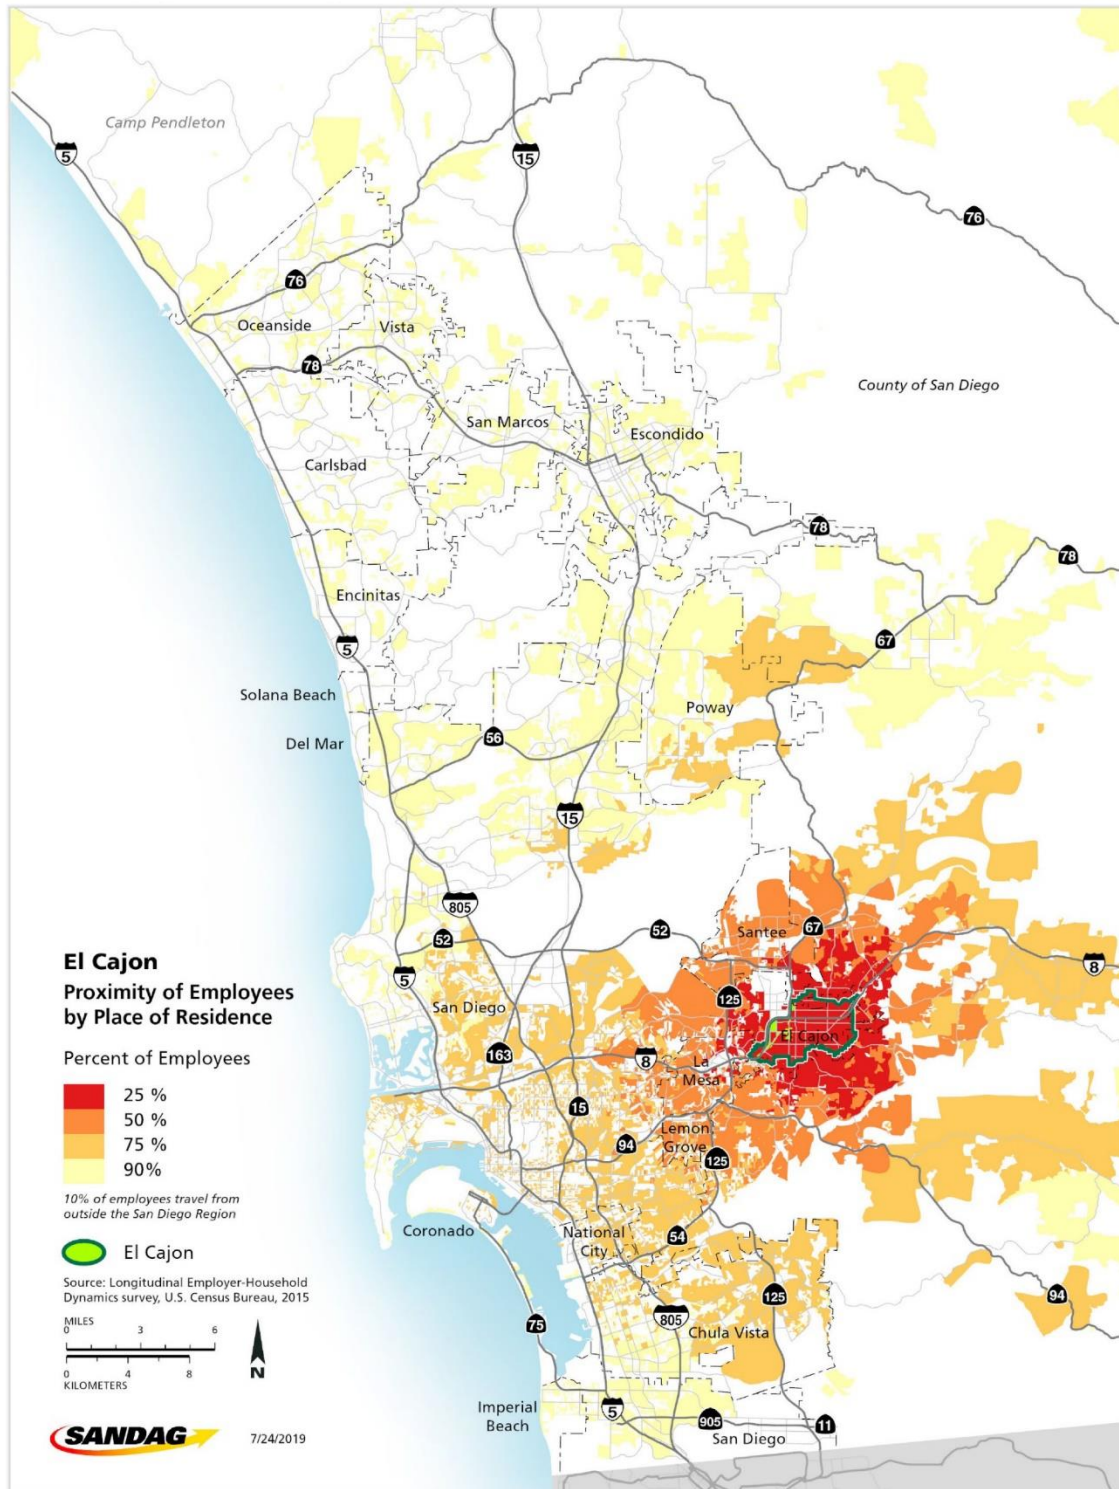 Camp Pendleton
5
15
76
76
Oceanside
Vista
78
County of San Diego
San Marcos
Escondido
Carlsbad
78
78
Encinitas
67
5
Solana Beach
Poway
Del Mar
56
15
805
Santee
67
52
52
8
El Cajon
Proximity of Employees
by Place of Residence
5
125
San Diego
El Cajon
163
8
La
Mesa
Percent of Employees
25 %
50 %
75 %
90%
15
Lemon
Grove
94
125
10% of employees travel from
outside the San Diego Region
Coronado
National
City
54
El Cajon
Source: Longitudinal Employer-Household
Dynamics survey, U.S. Census Bureau, 2015
125
94
MILES
0 3 6
75
805
Chula Vista
0 4 8
KILOMETERS
N
Imperial
Beach
5
905
11
San Diego
SANDAG
7/24/2019